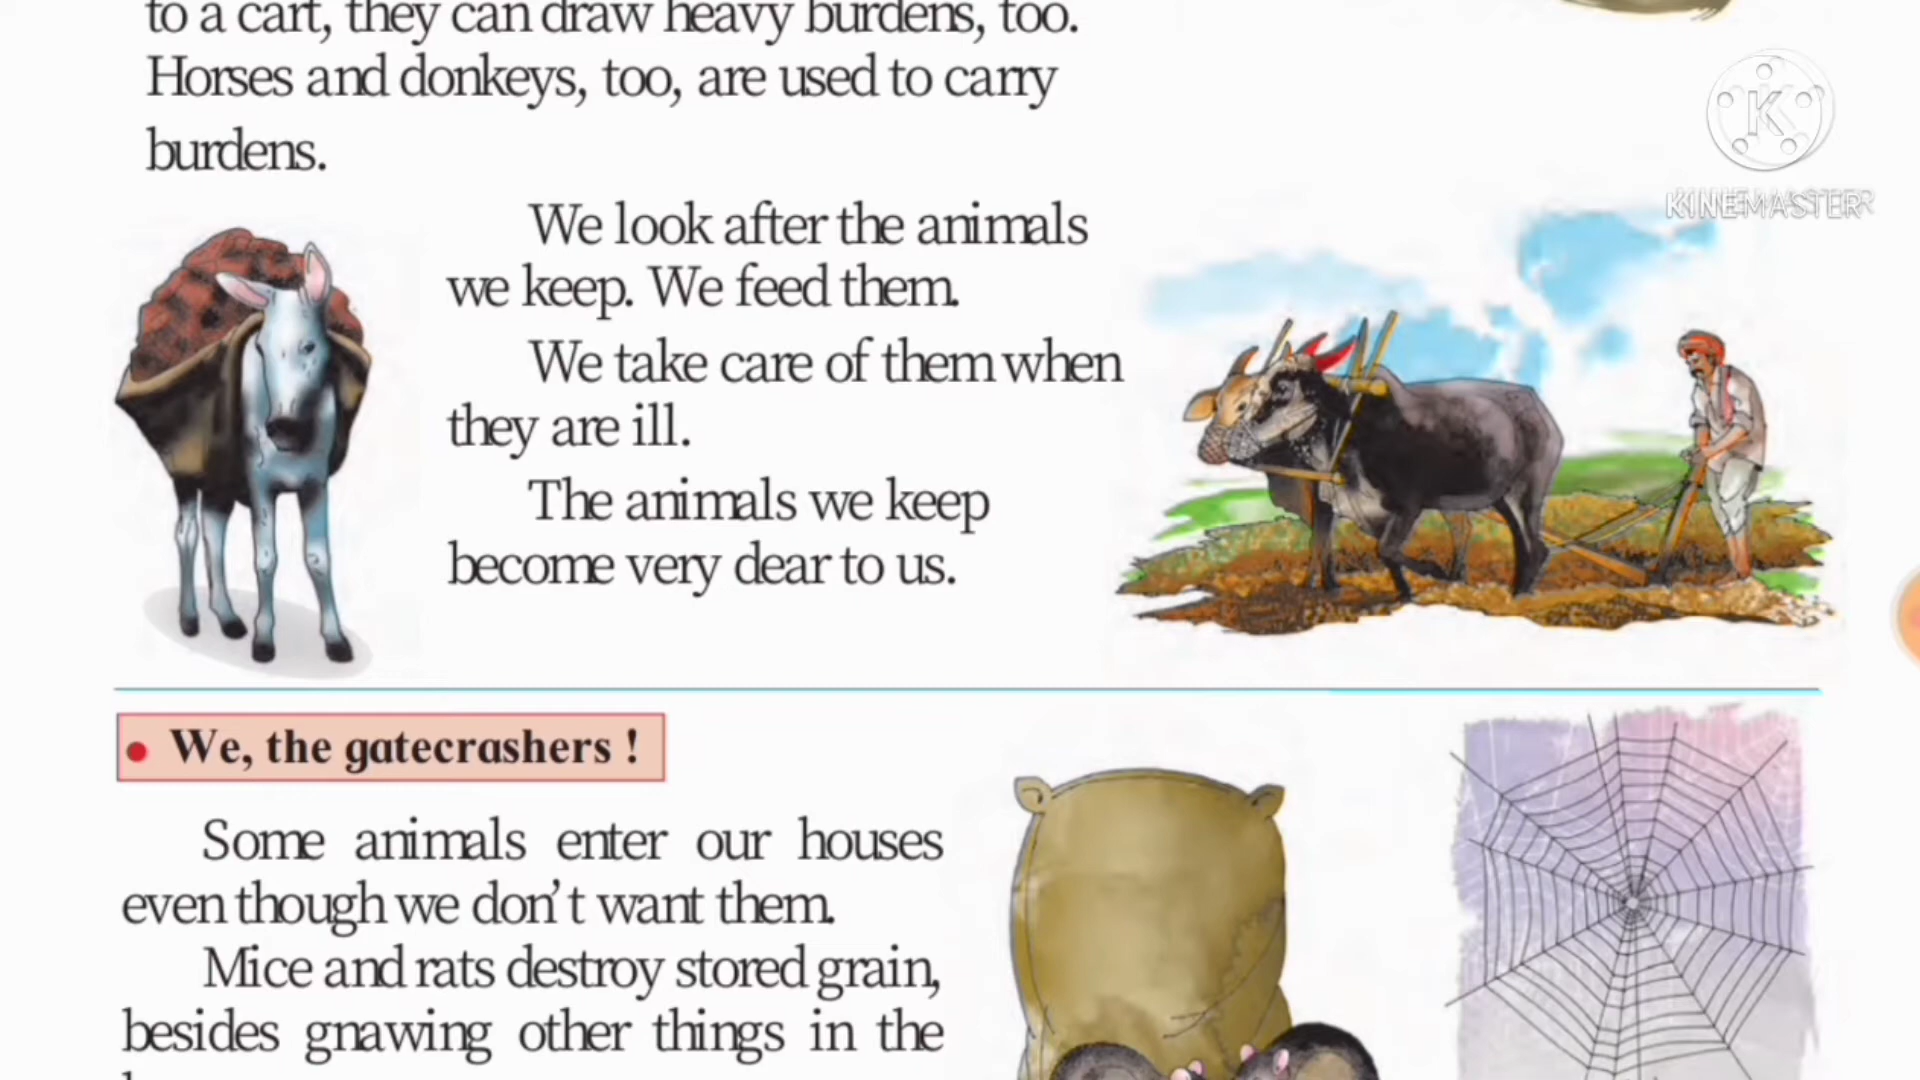 to a cart, they can draw heavy burdens, too.
Horses and donkeys, too, are used to carry
burdens.
We look after the animals
we keep. We feed them.
We take care of them when
they are ill.
The animals we keep
become very dear to us.
• We, the gatecrashers !
Some animals enter our houses
even though we don't want them.
Mice and rats destroy stored grain,
besides gnawing other things in the
K
KINEMASTER